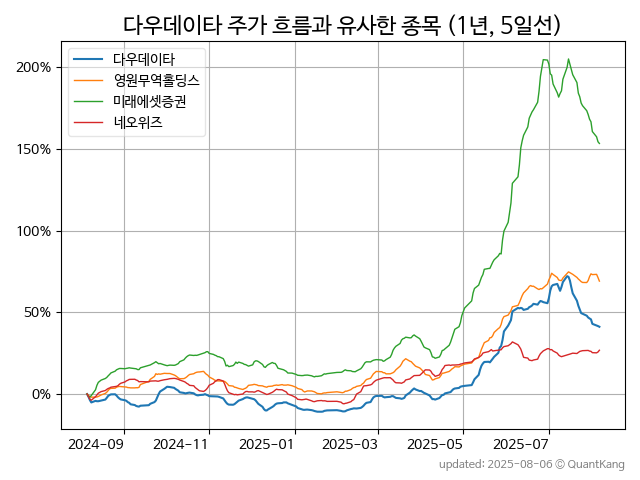 다우데이타 주가 흐름과 유사한 종목 (1년, 5일선)
다우데이타
영원무역홀딩스
미래에셋증권
네오위즈
200%
150%
100%
50%
0%
2024-09 2024-11 2025-01 2025-03 2025-05 2025-07
updated: 2025-08-06 © QuantKang